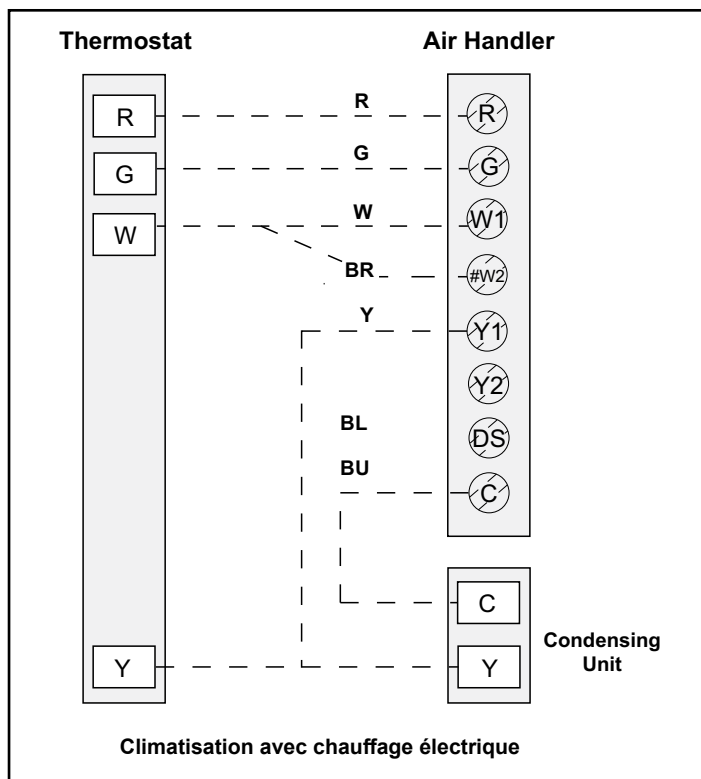 Thermostat
Air Handler
R
R
R
G
G
G
W
W
W1
BR
#W2
Y
Y1
Y2
BL
DS
BU
C
C
Condensing
Unit
Y
Y
Climatisation avec chauffage électrique